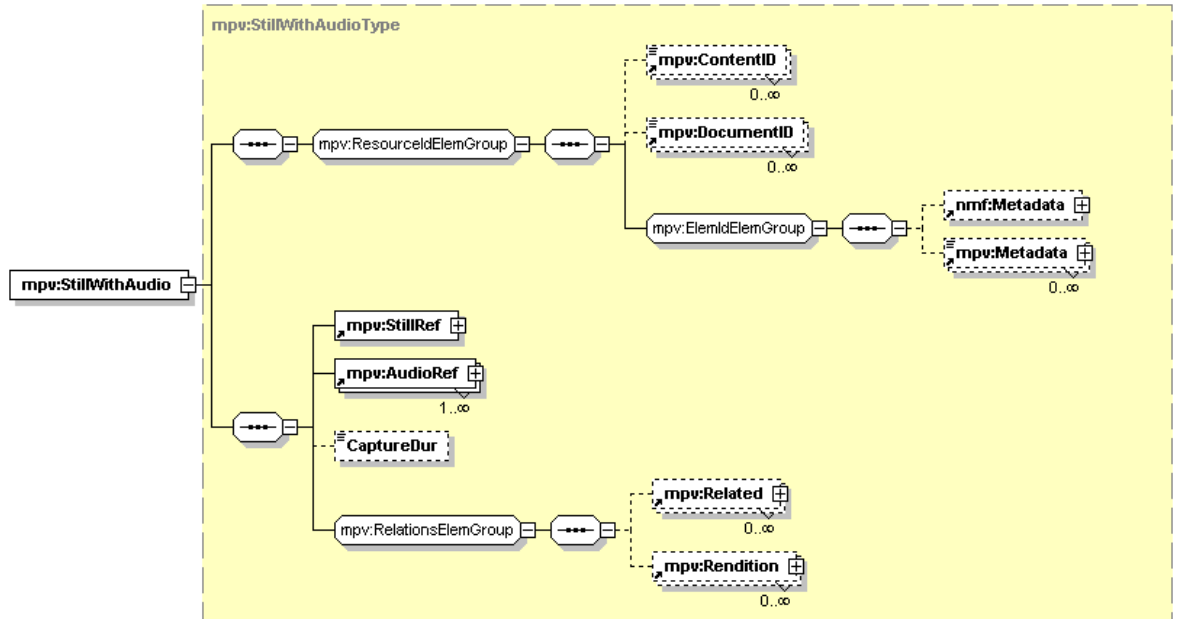 mpv:StillWithAudioType
mpv:ContentID
0..∞
mpv:ResourceIdElemGroup
mpv:DocumentID
0..∞
mpv:ElemIdElemGroup
nmf:Metadata
mpv:Metadata
0..∞
mpv:StillWithAudio
mpv:StillRef
mpv:AudioRef
1..∞
CaptureDur
mpv:RelationsElemGroup
mpv:Related
0..∞
mpv:Rendition
0..∞